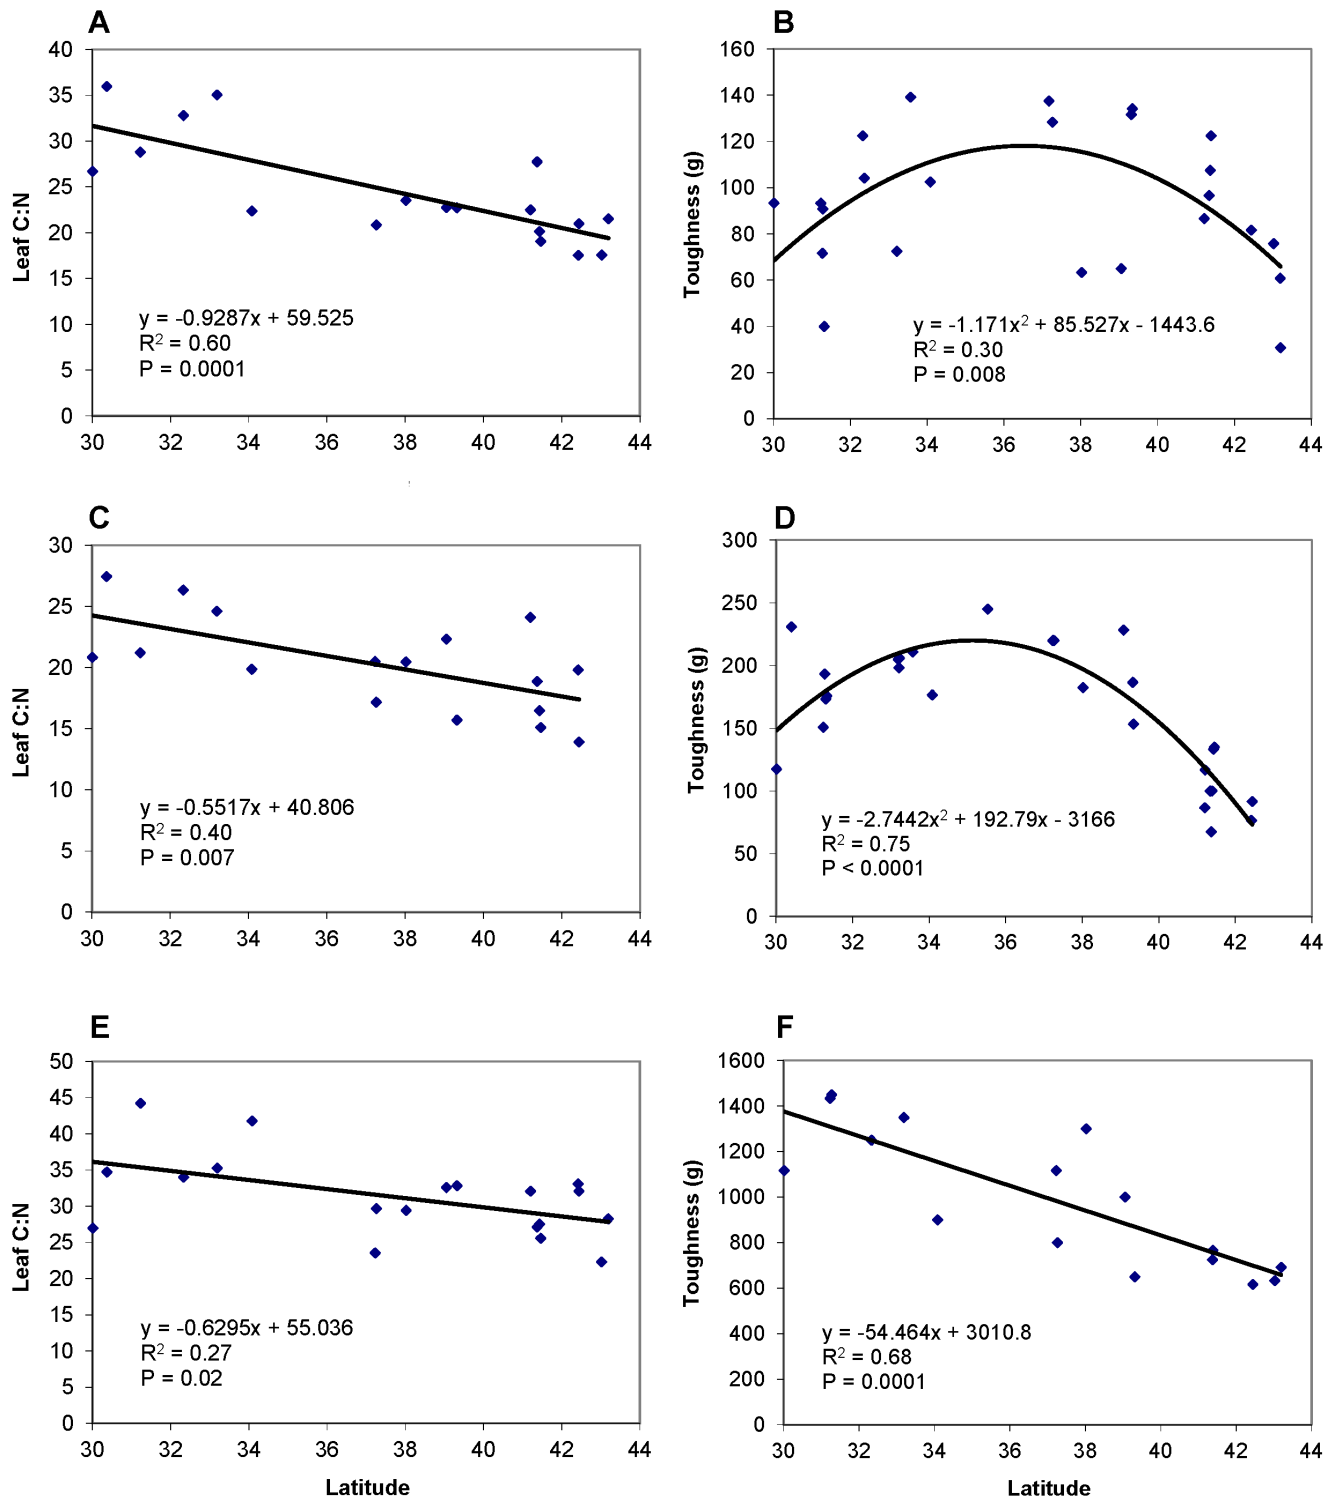 A
40
35
30
25
20
15
10
5
0
Leaf C:N
y = -0.9287x + 59.525
R² = 0.60
P = 0.0001
30 32 34 36 38 40 42 44
B
160
140
120
100
80
60
40
20
0
Toughness (g)
y = -1.171x² + 85.527x - 1443.6
R² = 0.30
P = 0.008
30 32 34 36 38 40 42 44
C
30
25
20
15
10
5
0
Leaf C:N
y = -0.5517x + 40.806
R² = 0.40
P = 0.007
30 32 34 36 38 40 42 44
D
300
250
200
150
100
50
0
Toughness (g)
y = -2.7442x² + 192.79x - 3166
R² = 0.75
P < 0.0001
30 32 34 36 38 40 42 44
E
50
45
40
35
30
25
20
15
10
5
0
Leaf C:N
y = -0.6295x + 55.036
R² = 0.27
P = 0.02
30 32 34 36 38 40 42 44
Latitude
F
1600
1400
1200
1000
800
600
400
200
0
Toughness (g)
y = -54.464x + 3010.8
R² = 0.68
P = 0.0001
30 32 34 36 38 40 42 44
Latitude